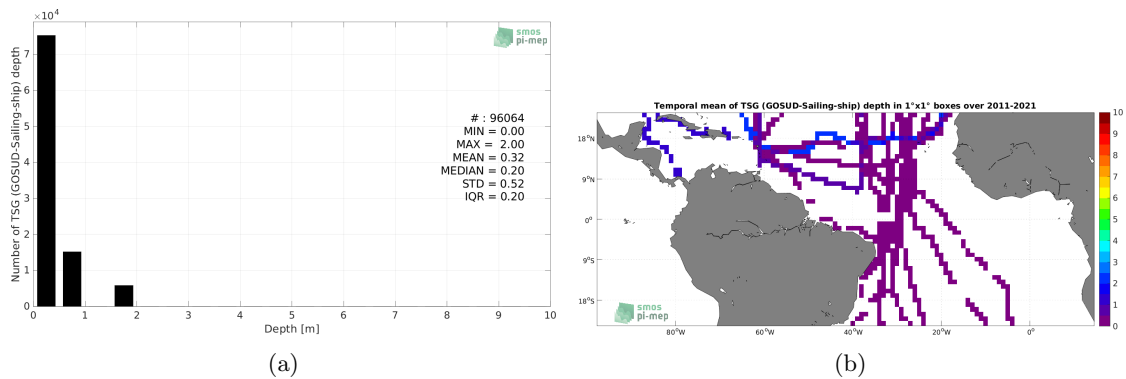 ×10⁴
7
6
5
4
3
2
1
0
Number of TSG (GOSUD-Sailing-ship) depth
smos
pi-mep
# : 96064
MIN = 0.00
MAX = 2.00
MEAN = 0.32
MEDIAN = 0.20
STD = 0.52
IQR = 0.20
0 1 2 3 4 5 6 7 8 9 10
Depth [m]
(a)
Temporal mean of TSG (GOSUD-Sailing-ship) depth in 1°x1° boxes over 2011-2021
18°N
9°N
0°
9°S
18°S
80°W 60°W 40°W 20°W 0°
smos
pi-mep
10
9
8
7
6
5
4
3
2
1
0
(b)